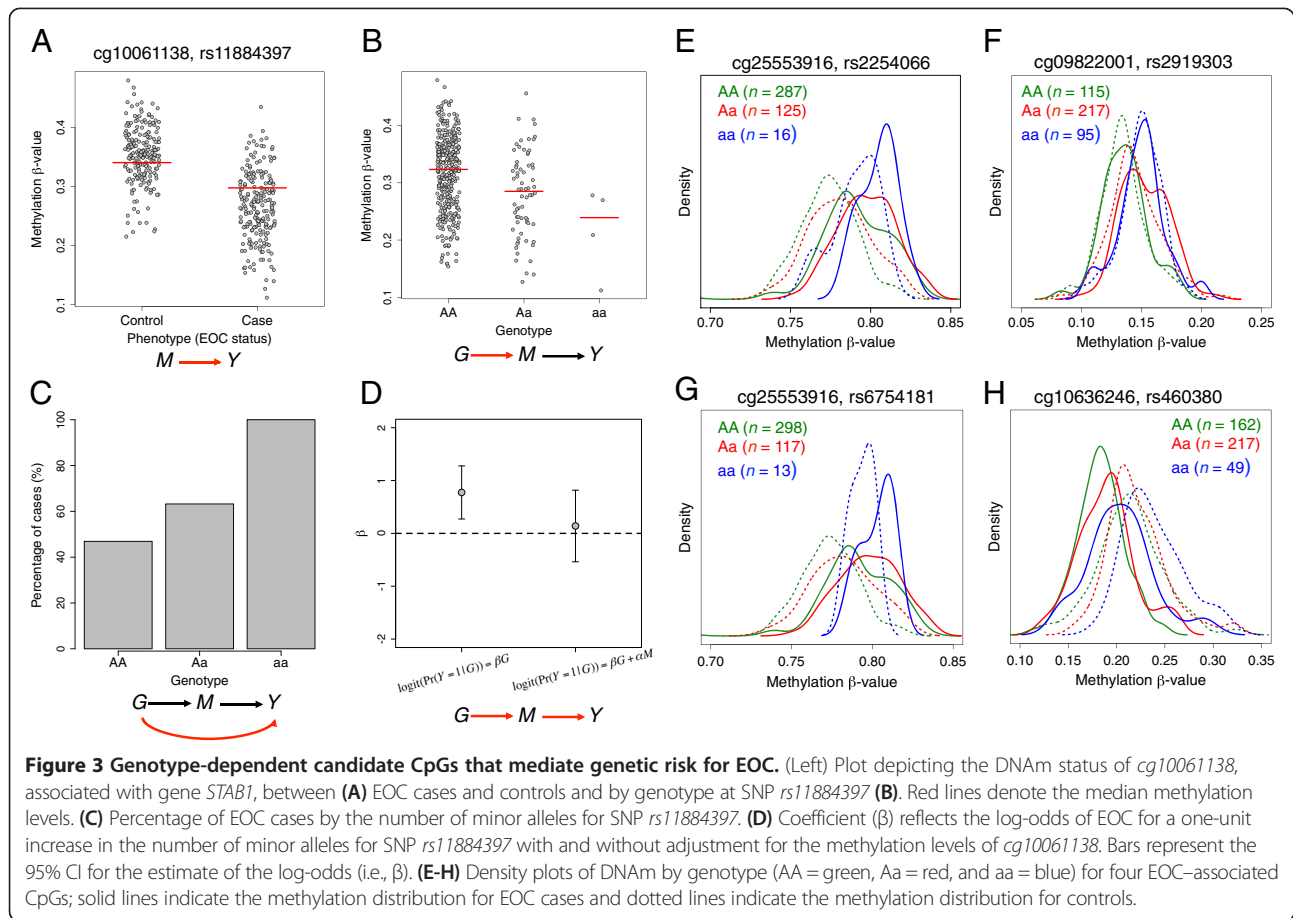 A
cg10061138, rs11884397
Methylation β-value
0.4
0.3
0.2
0.1
Control
Case
Phenotype (EOC status)
M Y
B
Methylation β-value
0.4
0.3
0.2
0.1
AA
Aa
aa
Genotype
G M Y
C
Percentage of cases (%)
100
80
60
40
20
0
AA
Aa
aa
Genotype
G M Y
D
β
2
1
0
-1
-2
logit(Pr(Y = 1 | G)) = βG
logit(Pr(Y = 1 | G)) = βG + αM
G M Y
E
cg25553916, rs2254066
AA (n = 287)
Aa (n = 125)
aa (n = 16)
Density
0.70
0.75
0.80
0.85
Methylation β-value
F
cg09822001, rs2919303
AA (n = 115)
Aa (n = 217)
aa (n = 95)
Density
0.05
0.10
0.15
0.20
0.25
Methylation β-value
G
cg25553916, rs6754181
AA (n = 298)
Aa (n = 117)
aa (n = 13)
Density
0.70
0.75
0.80
0.85
Methylation β-value
H
cg10636246, rs460380
AA (n = 162)
Aa (n = 217)
aa (n = 49)
Density
0.10
0.15
0.20
0.25
0.30
0.35
Methylation β-value
Figure 3 Genotype-dependent candidate CpGs that mediate genetic risk for EOC. (Left) Plot depicting the DNAm status of cg10061138,
associated with gene STAB1, between (A) EOC cases and controls and by genotype at SNP rs11884397 (B). Red lines denote the median methylation
levels. (C) Percentage of EOC cases by the number of minor alleles for SNP rs11884397. (D) Coefficient (β) reflects the log-odds of EOC for a one-unit
increase in the number of minor alleles for SNP rs11884397 with and without adjustment for the methylation levels of cg10061138. Bars represent the
95% CI for the estimate of the log-odds (i.e., β). (E-H) Density plots of DNAm by genotype (AA = green, Aa = red, and aa = blue) for four EOC–associated
CpGs; solid lines indicate the methylation distribution for EOC cases and dotted lines indicate the methylation distribution for controls.